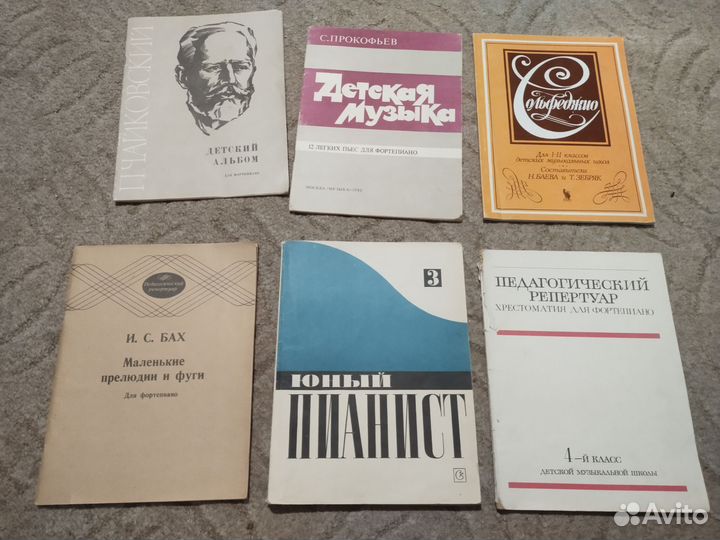 П.ЧАЙКОВСКИЙ
ДЕТСКИЙ
АЛЬБОМ
ДЛЯ ФОРТЕПИАНО
С. ПРОКОФЬЕВ
Детская
музыка
12 ЛЕГКИХ ПЬЕС ДЛЯ ФОРТЕПИАНО
Сольфеджио
Для I-II классов
детских музыкальных школ
Составители
Н. БАЕВА и Т. ЗЕБРЯК
Педагогический
репертуар
И. С. БАХ
Маленькие
прелюдии и фуги
Для фортепиано
3
ЮНЫЙ
ПИАНИСТ
ПЕДАГОГИЧЕСКИЙ
РЕПЕРТУАР
ХРЕСТОМАТИЯ ДЛЯ ФОРТЕПИАНО
4-Й КЛАСС
ДЕТСКОЙ МУЗЫКАЛЬНОЙ ШКОЛЫ
Avito